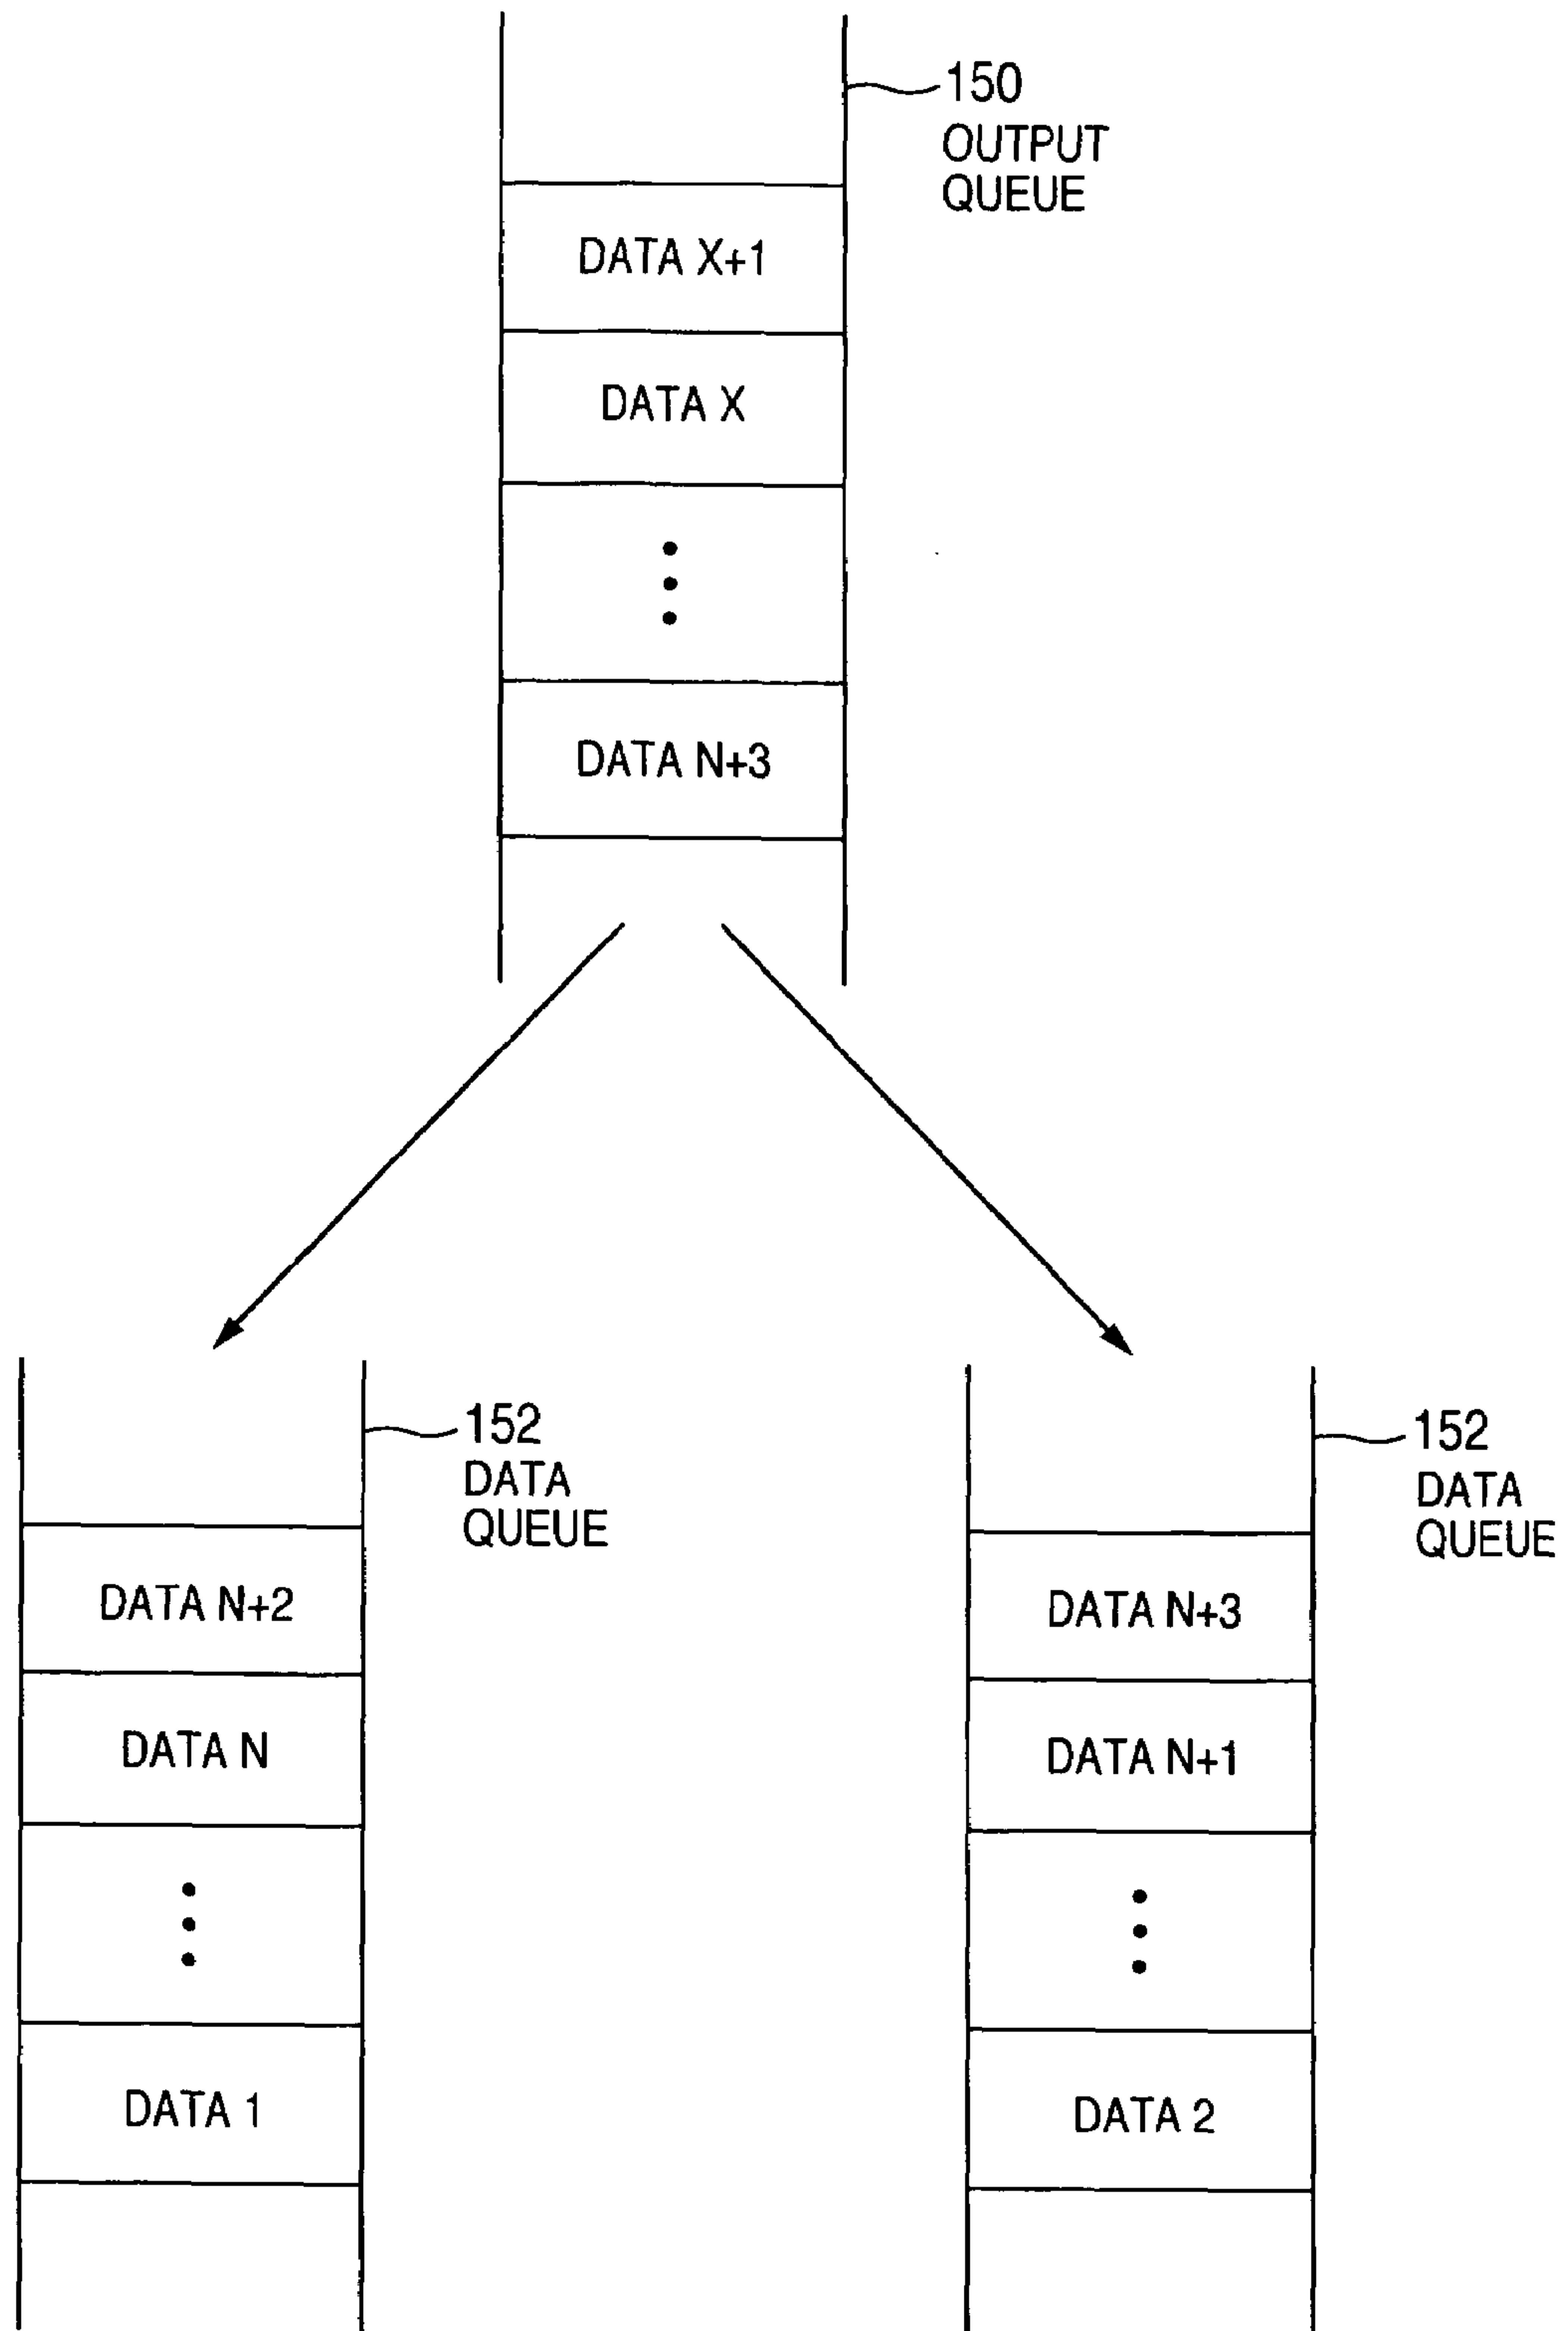 150
OUTPUT
QUEUE
DATA X+1
DATA X
DATA N+3
152
DATA
QUEUE
DATA N+2
DATA N
DATA 1
152
DATA
QUEUE
DATA N+3
DATA N+1
DATA 2